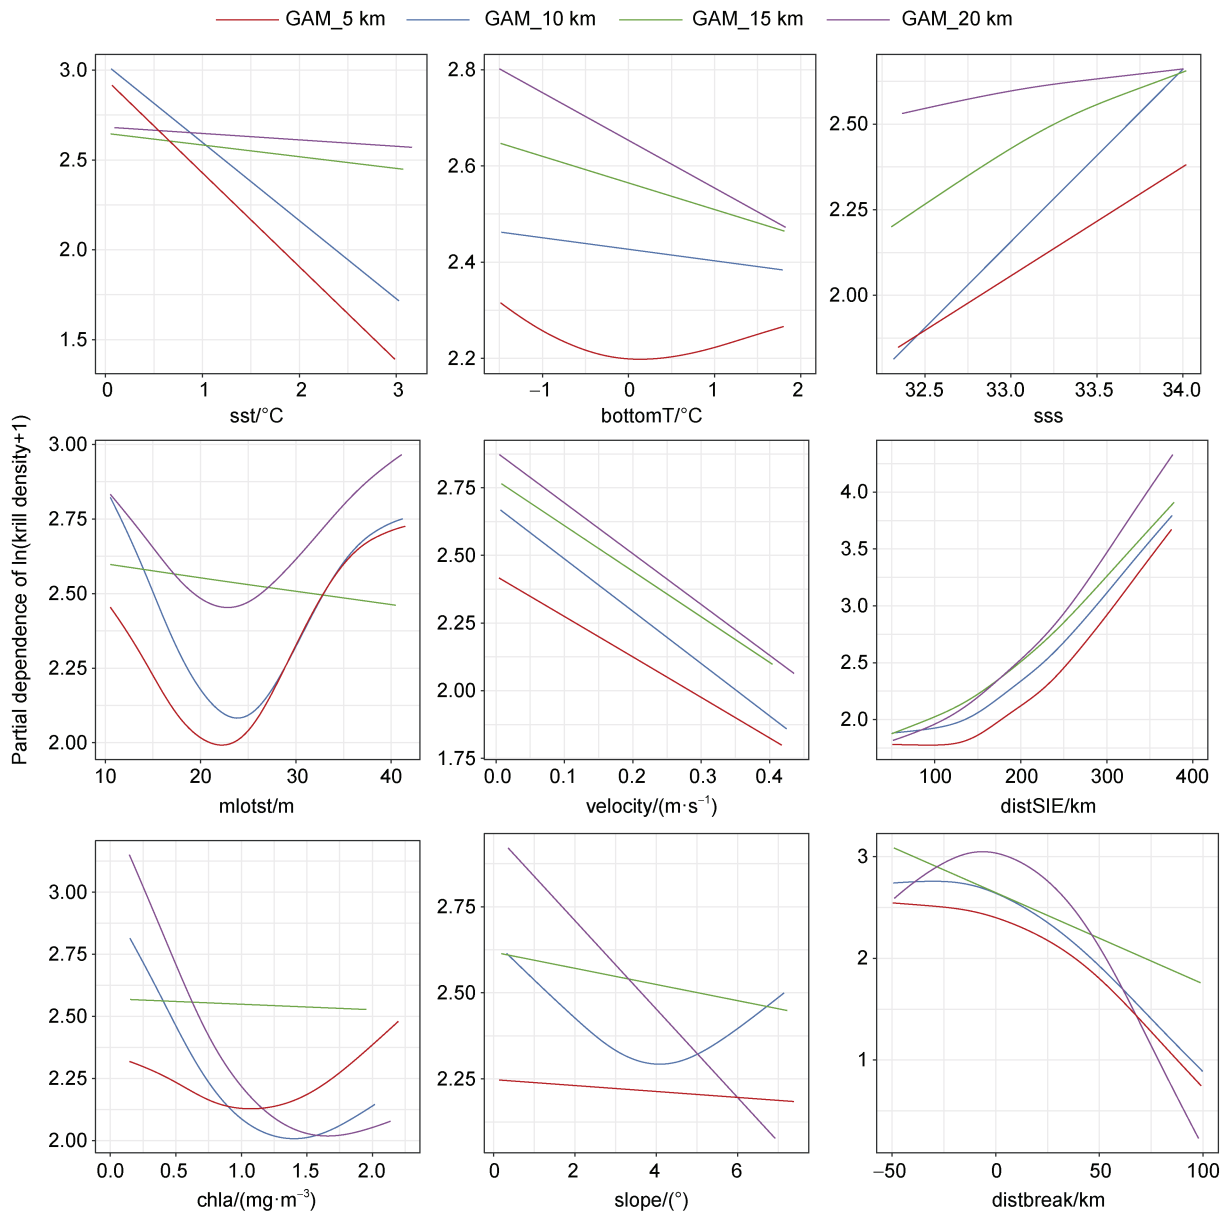 GAM_5 km GAM_10 km GAM_15 km GAM_20 km
Partial dependence of ln(krill density+1)
3.0
2.5
2.0
1.5
0 1 2 3
sst/°C
2.8
2.6
2.4
2.2
−1 0 1 2
bottomT/°C
2.50
2.25
2.00
32.5 33.0 33.5 34.0
sss
3.00
2.75
2.50
2.25
2.00
10 20 30 40
mlotst/m
2.75
2.50
2.25
2.00
1.75
0.0 0.1 0.2 0.3 0.4
velocity/(m·s⁻¹)
4.0
3.5
3.0
2.5
2.0
100 200 300 400
distSIE/km
3.00
2.75
2.50
2.25
2.00
0.0 0.5 1.0 2.0
chla/(mg·m⁻³)
2.75
2.50
2.25
0 2 4 6
slope/(°)
3
2
1
−50 0 50 100
distbreak/km